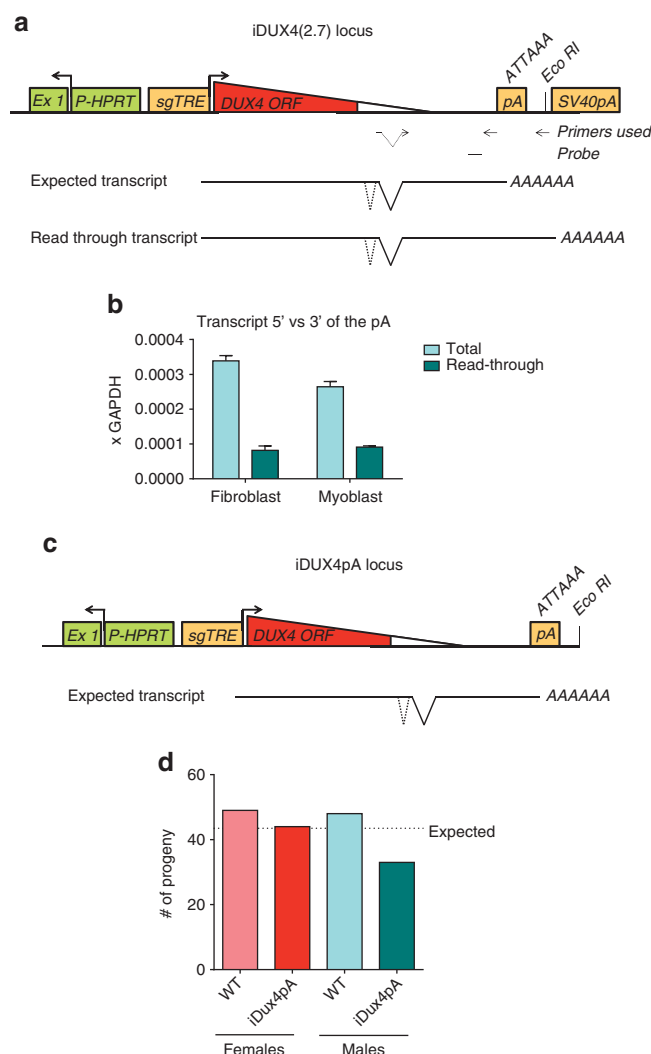 a
iDUX4(2.7) locus
ATTAAA
Eco RI
Ex 1 P-HPRT sgTRE DUX4 ORF pA SV40pA
Primers used
Probe
Expected transcript AAAAAA
Read through transcript AAAAAA
b
Transcript 5' vs 3' of the pA
Total
Read-through
x GAPDH
0.0004
0.0003
0.0002
0.0001
0.0000
Fibroblast Myoblast
c
iDUX4pA locus
ATTAAA
Eco RI
Ex 1 P-HPRT sgTRE DUX4 ORF pA
Expected transcript AAAAAA
d
# of progeny
60
40
20
0
Expected
WT iDux4pA WT iDux4pA
Females Males